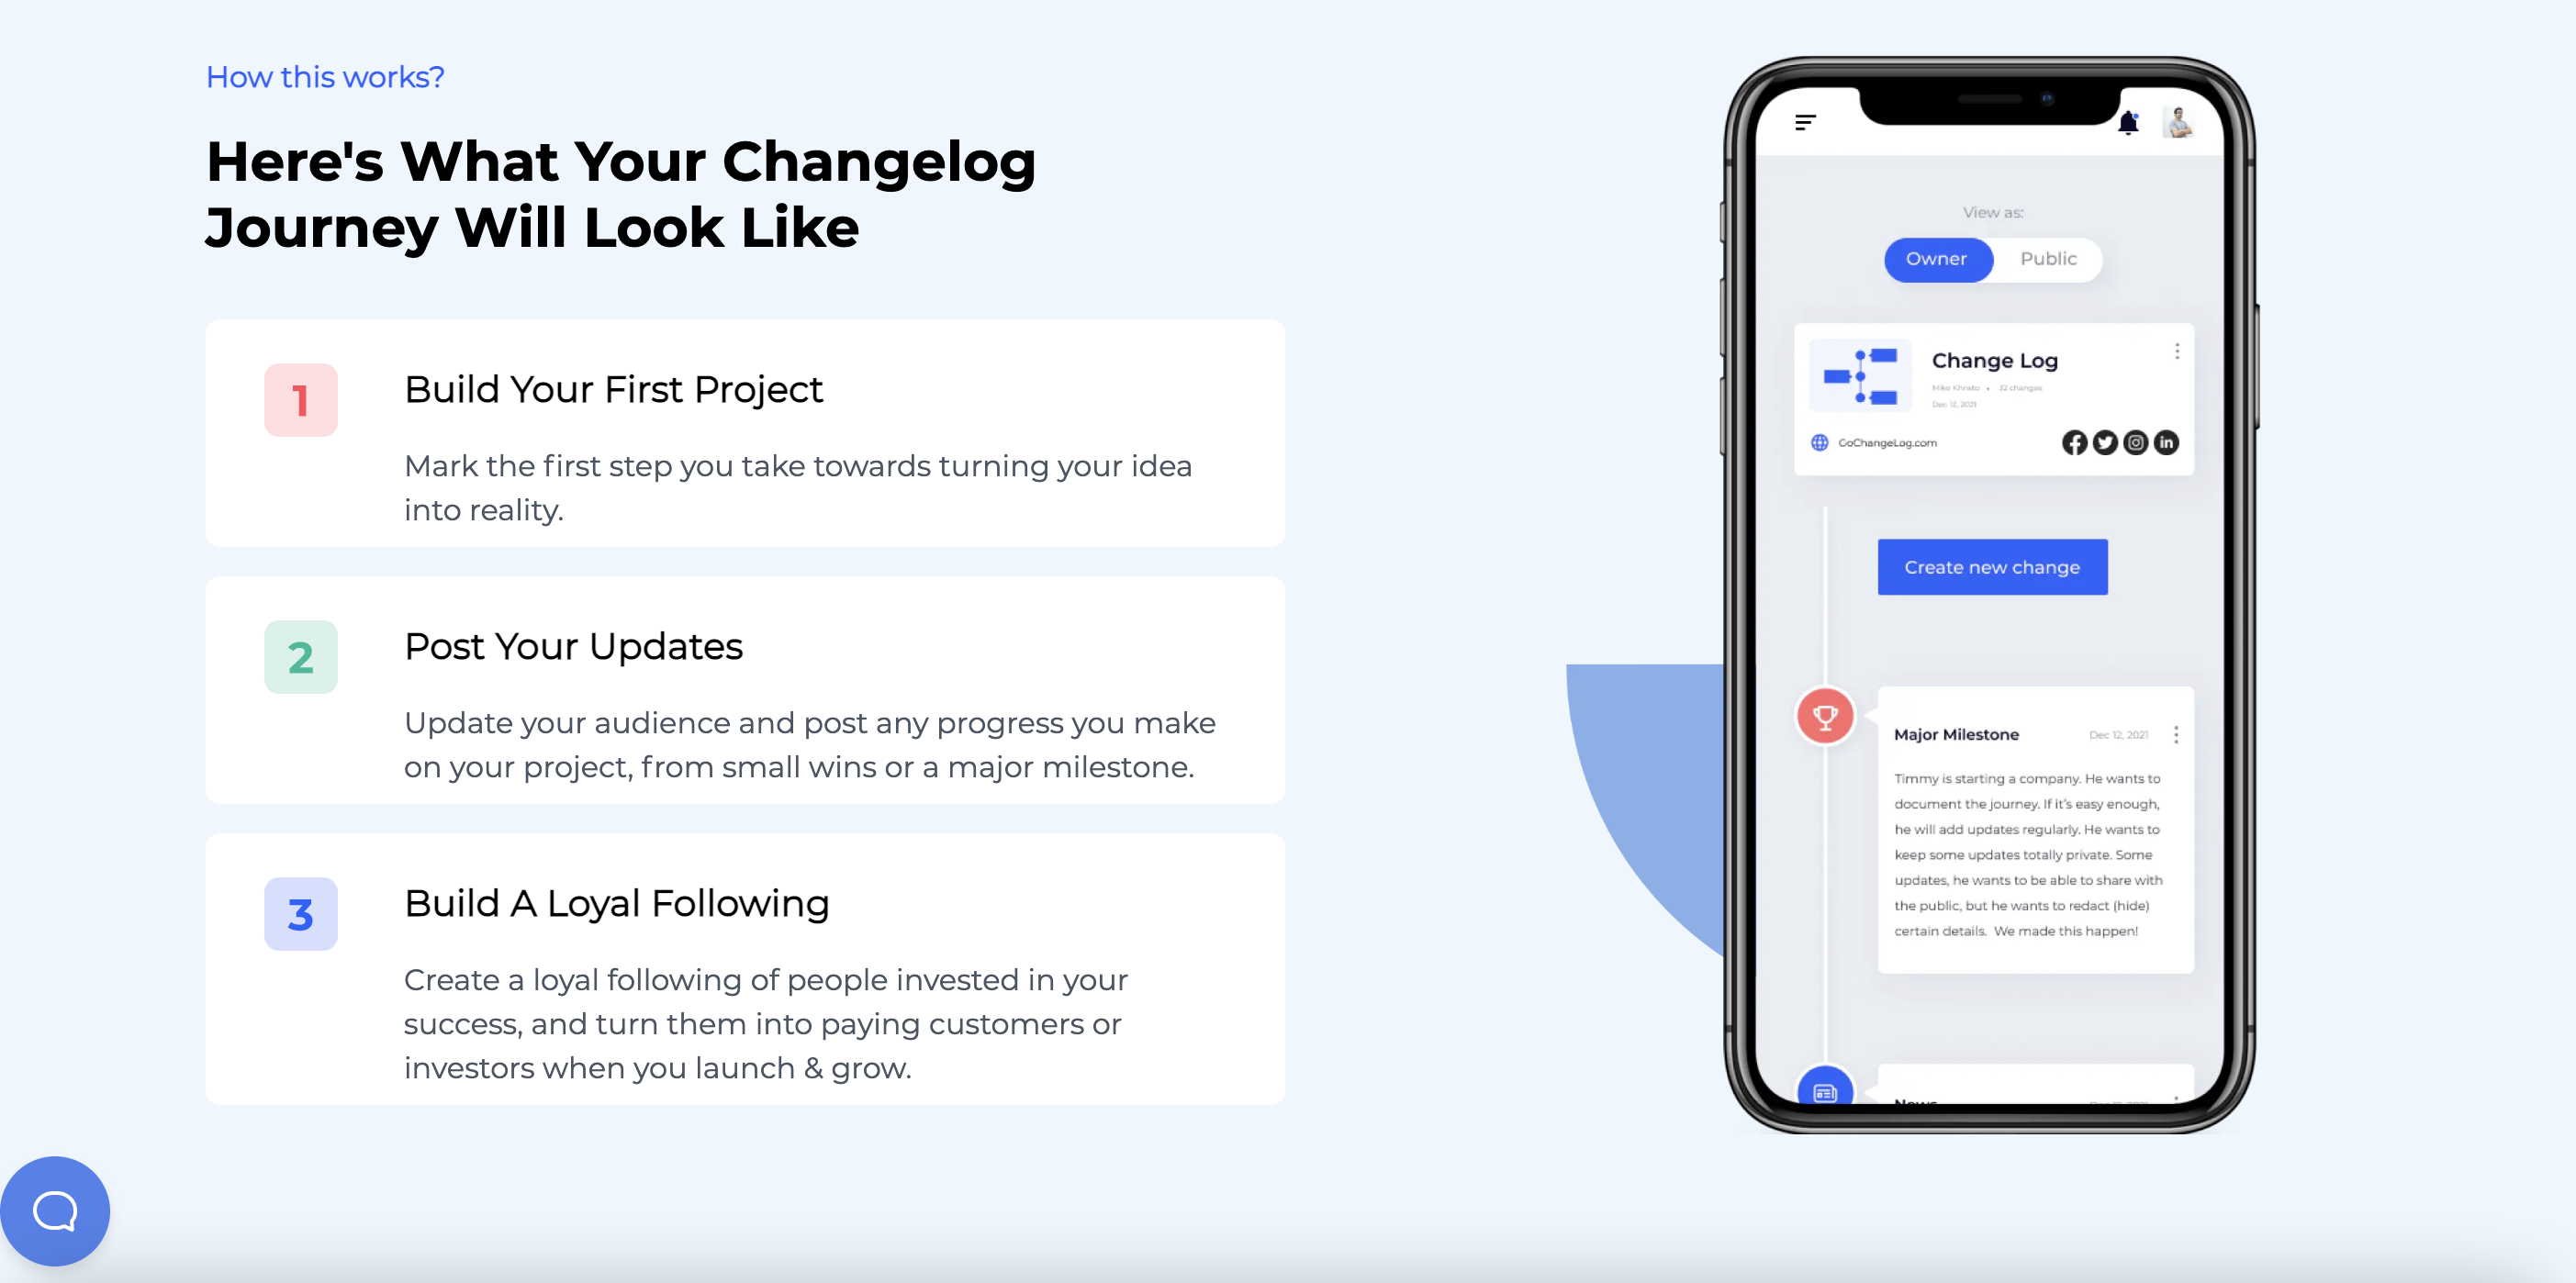 How this works?
Here's What Your Changelog
Journey Will Look Like
1
Build Your First Project
Mark the first step you take towards turning your idea
into reality.
2
Post Your Updates
Update your audience and post any progress you make
on your project, from small wins or a major milestone.
3
Build A Loyal Following
Create a loyal following of people invested in your
success, and turn them into paying customers or
investors when you launch & grow.
View as:
Owner Public
Change Log
Mike Khristo • 32 changes
Dec 12, 2021
GoChangeLog.com
Create new change
Major Milestone Dec 12, 2021
Timmy is starting a company. He wants to
document the journey. If it's easy enough,
he will add updates regularly. He wants to
keep some updates totally private. Some
updates, he wants to be able to share with
the public, but he wants to redact (hide)
certain details. We made this happen!
News